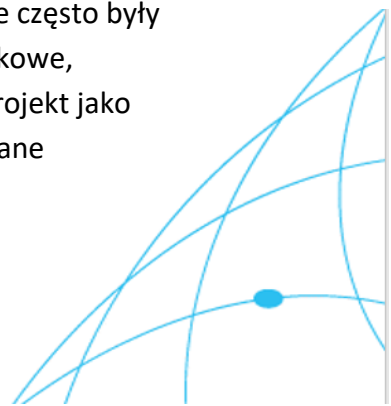 e często były
kowe,
rojekt jako
ane